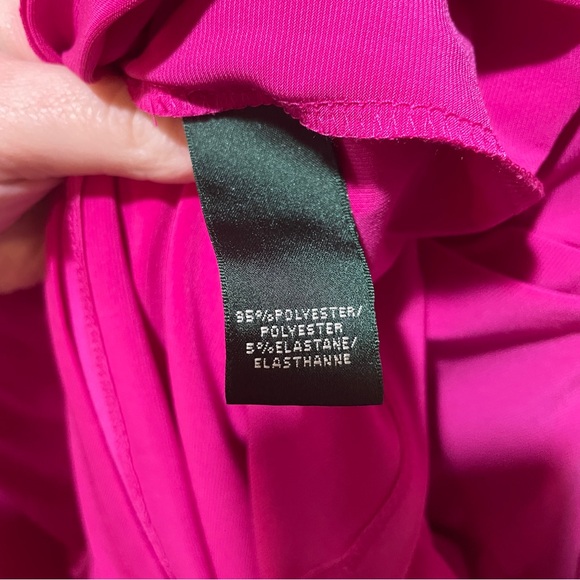 95%POLYESTER/
POLYESTER
5%ELASTANE/
ELASTHANNE